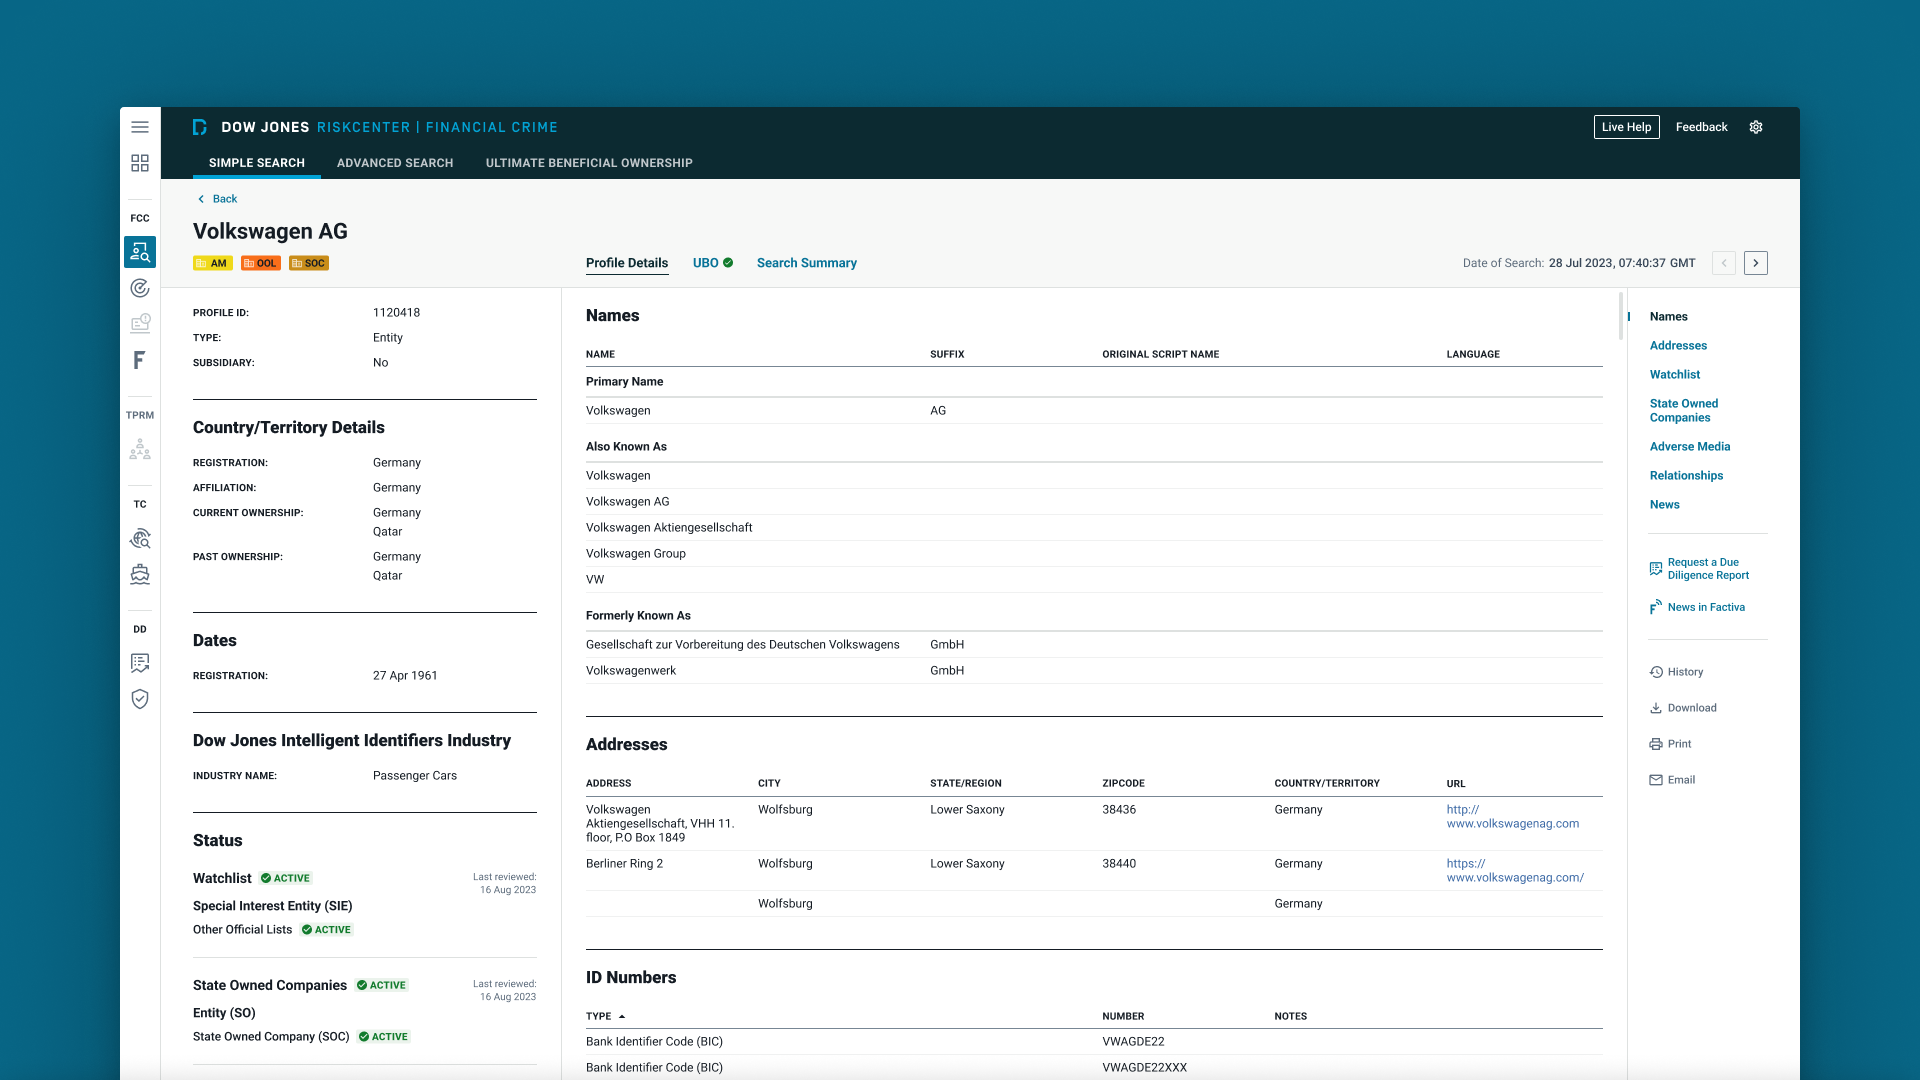 DOW JONES RISKCENTER | FINANCIAL CRIME
Live Help
Feedback
SIMPLE SEARCH
ADVANCED SEARCH
ULTIMATE BENEFICIAL OWNERSHIP
FCC
F
TPRM
TC
DD
Back
Volkswagen AG
AM
OOL
SOC
Profile Details
UBO
Search Summary
Date of Search: 28 Jul 2023, 07:40:37 GMT
PROFILE ID: 1120418
TYPE: Entity
SUBSIDIARY: No
Country/Territory Details
REGISTRATION: Germany
AFFILIATION: Germany
CURRENT OWNERSHIP: Germany
Qatar
PAST OWNERSHIP: Germany
Qatar
Dates
REGISTRATION: 27 Apr 1961
Dow Jones Intelligent Identifiers Industry
INDUSTRY NAME: Passenger Cars
Status
Watchlist ACTIVE
Last reviewed:
16 Aug 2023
Special Interest Entity (SIE)
Other Official Lists ACTIVE
State Owned Companies ACTIVE
Last reviewed:
16 Aug 2023
Entity (SO)
State Owned Company (SOC) ACTIVE
Names
NAME SUFFIX ORIGINAL SCRIPT NAME LANGUAGE
Primary Name
Volkswagen AG
Also Known As
Volkswagen
Volkswagen AG
Volkswagen Aktiengesellschaft
Volkswagen Group
VW
Formerly Known As
Gesellschaft zur Vorbereitung des Deutschen Volkswagens GmbH
Volkswagenwerk GmbH
Addresses
ADDRESS CITY STATE/REGION ZIPCODE COUNTRY/TERRITORY URL
Volkswagen Wolfsburg Lower Saxony 38436 Germany http://
Aktiengesellschaft, VHH 11. www.volkswagenag.com
floor, P.O Box 1849
Berliner Ring 2 Wolfsburg Lower Saxony 38440 Germany https://
www.volkswagenag.com/
Wolfsburg Germany
ID Numbers
TYPE NUMBER NOTES
Bank Identifier Code (BIC) VWAGDE22
Bank Identifier Code (BIC) VWAGDE22XXX
Names
Addresses
Watchlist
State Owned
Companies
Adverse Media
Relationships
News
Request a Due
Diligence Report
News in Factiva
History
Download
Print
Email